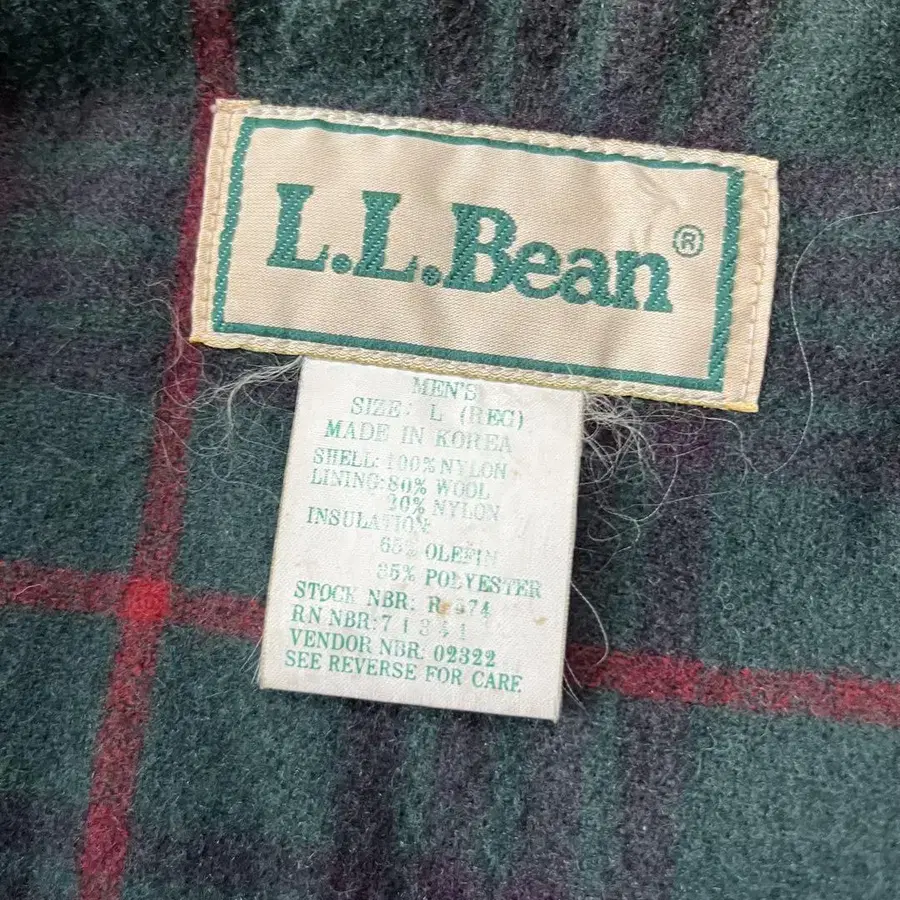 L.L.Bean®
MEN'S
SIZE: L (REG)
MADE IN KOREA
SHELL: 100% NYLON
LINING: 80% WOOL
20% NYLON
INSULATION:
65% OLEFIN
35% POLYESTER
STOCK NBR:
RN NBR: 71341
VENDOR NBR: 02322
SEE REVERSE FOR CARE